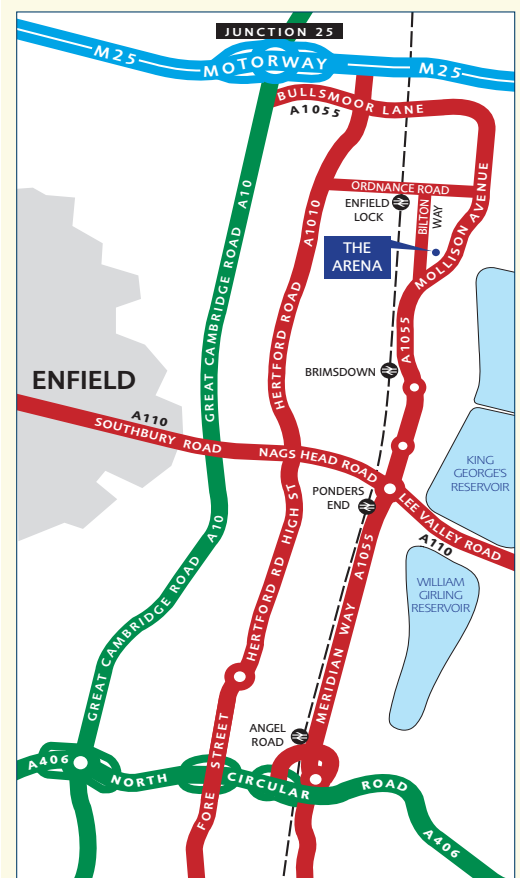 JUNCTION 25
M25
MOTORWAY
M25
BULLSMOOR LANE
A1055
ORDNANCE ROAD
ENFIELD
LOCK
BILTON
WAY
MOLLISON AVENUE
THE
ARENA
A10
GREAT CAMBRIDGE ROAD
A1010
HERTFORD ROAD
A1055
BRIMSDOWN
ENFIELD
A110
SOUTHBURY ROAD
NAGS HEAD ROAD
KING
GEORGE'S
RESERVOIR
PONDERS
END
LEE VALLEY ROAD
A110
A10
GREAT CAMBRIDGE ROAD
HERTFORD RD HIGH ST
A1055
MERIDIAN WAY
WILLIAM
GIRLING
RESERVOIR
ANGEL
ROAD
FORE STREET
A406
NORTH CIRCULAR ROAD
A406